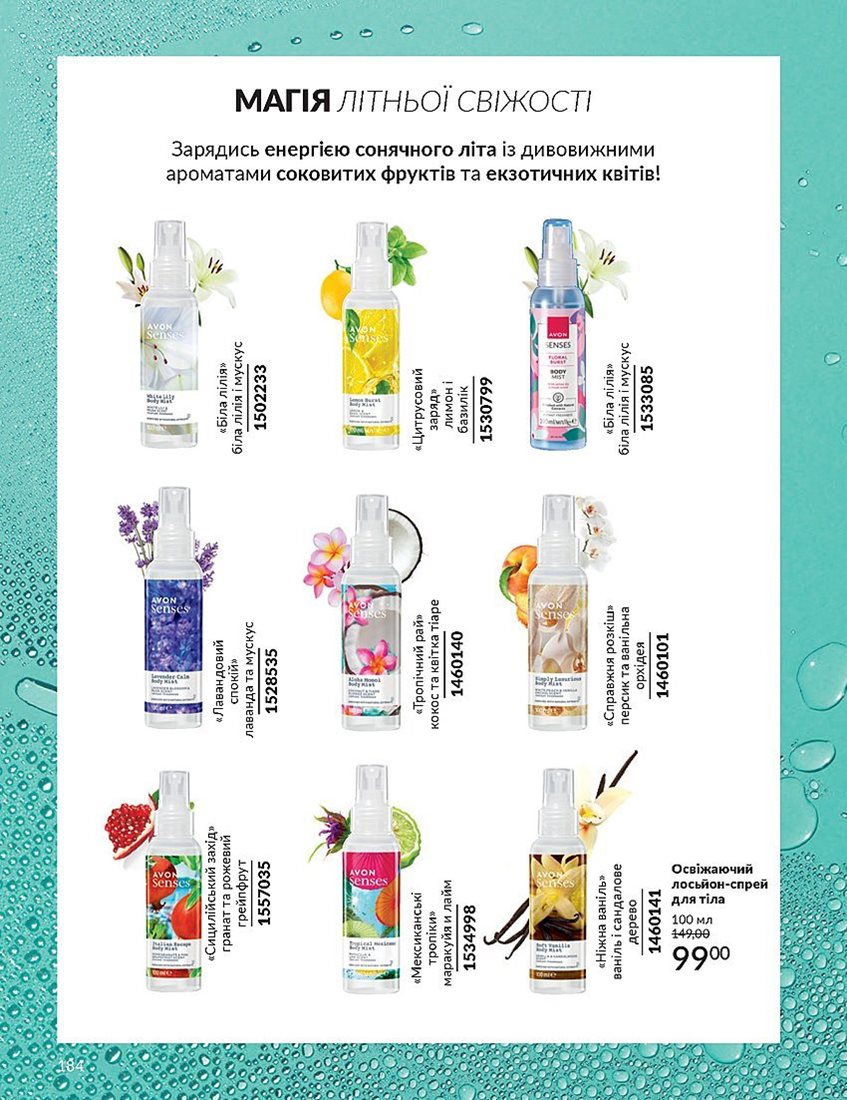 МАГІЯ ЛІТНЬОЇ СВІЖОСТІ
Зарядись енергією сонячного літа із дивовижними
ароматами соковитих фруктів та екзотичних квітів!
AVON
Senses
White Lily
Body Mist
«Біла лілія»
біла лілія і мускус
1502233
AVON
Senses
Lemon Burst
Body Mist
«Цитрусовий
заряд»
лимон і
базилік
1530799
AVON
SENSES
FLORAL
BURST
BODY
MIST
«Біла лілія»
біла лілія і мускус
1533085
AVON
Senses
Lavender Calm
Body Mist
«Лавандовий
спокій»
лаванда та мускус
1528535
AVON
Senses
Aloha Monoi
Body Mist
«Тропічний рай»
кокос та квітка тіаре
1460140
AVON
Senses
Simply Luxurious
Body Mist
«Справжня розкіш»
персик та ванільна
орхідея
1460101
AVON
Senses
Italian Escape
Body Mist
«Сицилійський захід»
гранат та рожевий
грейпфрут
1557035
AVON
Senses
Tropical Mexicana
Body Mist
«Мексиканські
тропіки»
маракуйя и лайм
1534998
AVON
Senses
Soft Vanilla
Body Mist
«Ніжна ваніль»
ваніль і сандалове
дерево
1460141
Освіжаючий
лосьйон-спрей
для тіла
100 мл
149,00
99 00
184